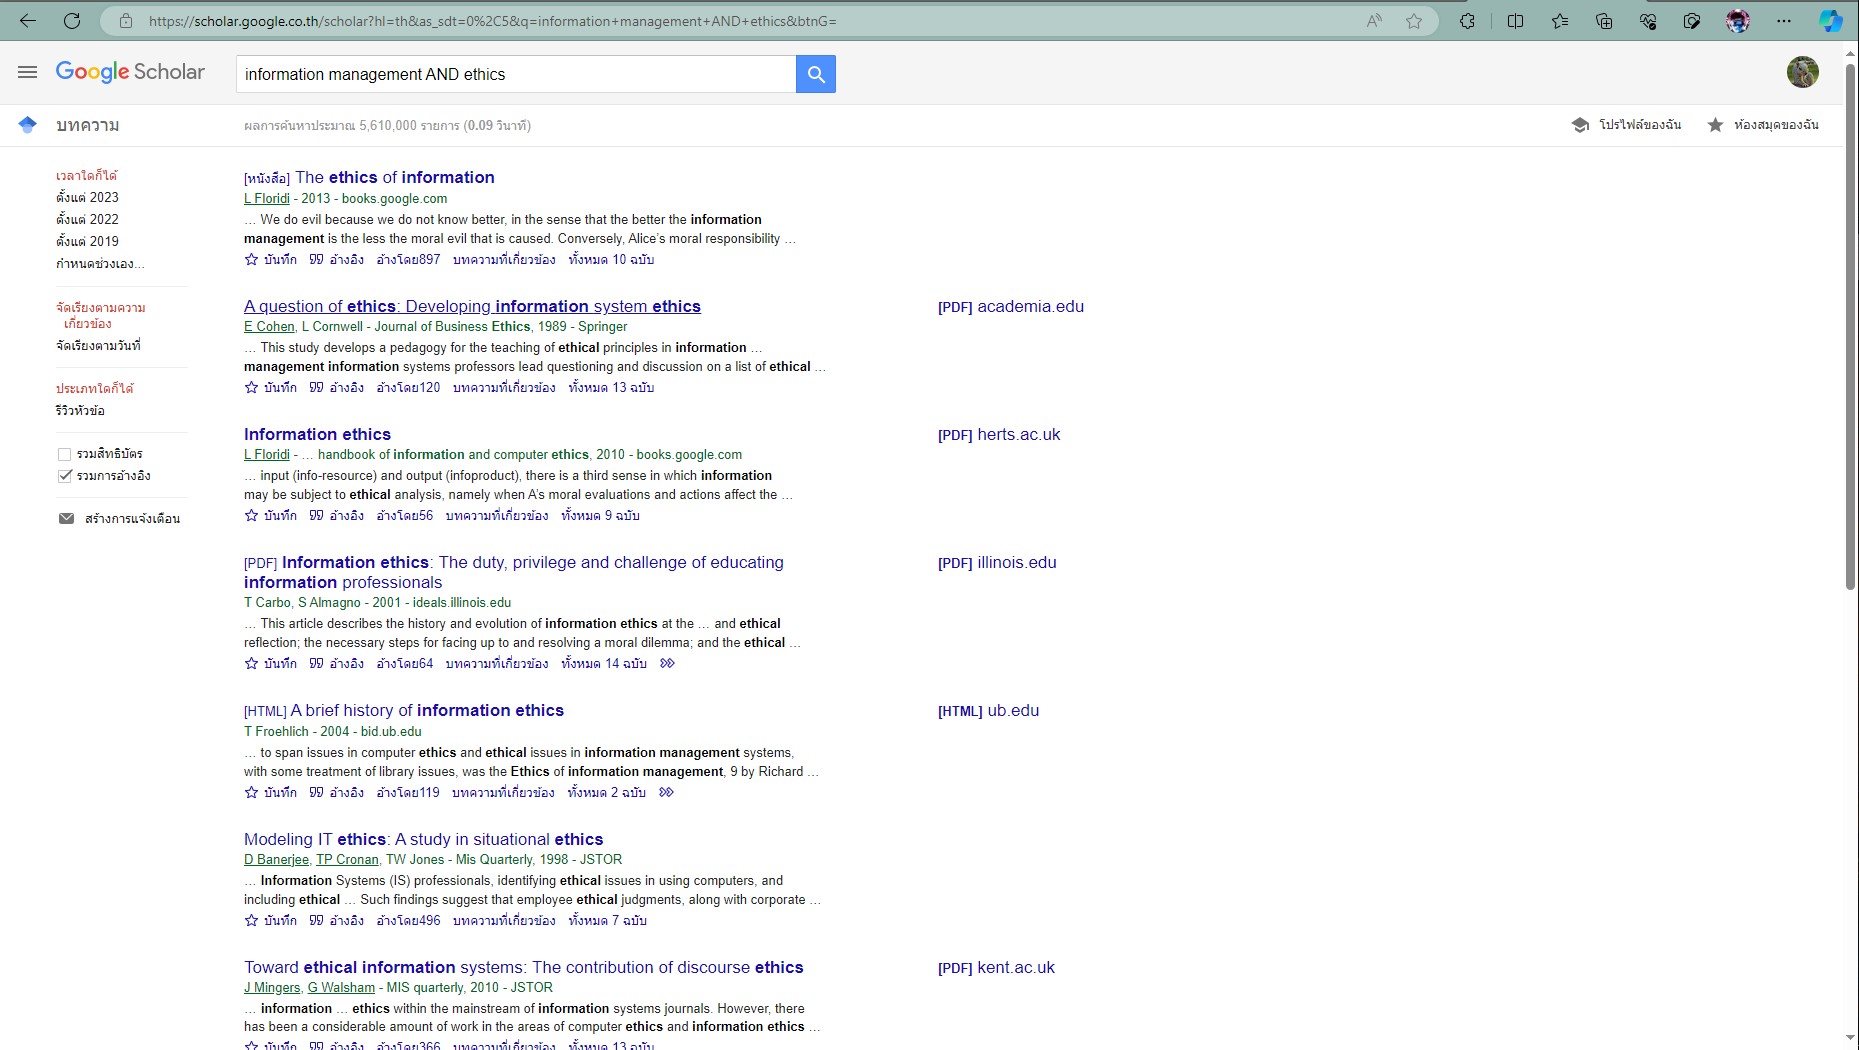 https://scholar.google.co.th/scholar?hl=th&as_sdt=0%2C5&q=information+management+AND+ethics&btnG=
Google Scholar
information management AND ethics
บทความ
ผลการค้นหาประมาณ 5,610,000 รายการ (0.09 วินาที)
โปรไฟล์ของฉัน
ห้องสมุดของฉัน
เวลาใดก็ได้
ตั้งแต่ 2023
ตั้งแต่ 2022
ตั้งแต่ 2019
กำหนดช่วงเอง...
จัดเรียงตามความ
เกี่ยวข้อง
จัดเรียงตามวันที่
ประเภทใดก็ได้
รีวิวหัวข้อ
รวมสิทธิบัตร
รวมการอ้างอิง
สร้างการแจ้งเตือน
[หนังสือ] The ethics of information
L Floridi - 2013 - books.google.com
… We do evil because we do not know better, in the sense that the better the information
management is the less the moral evil that is caused. Conversely, Alice's moral responsibility …
บันทึก อ้างอิง อ้างโดย897 บทความที่เกี่ยวข้อง ทั้งหมด 10 ฉบับ
A question of ethics: Developing information system ethics
E Cohen, L Cornwell - Journal of Business Ethics, 1989 - Springer
… This study develops a pedagogy for the teaching of ethical principles in information …
management information systems professors lead questioning and discussion on a list of ethical …
บันทึก อ้างอิง อ้างโดย120 บทความที่เกี่ยวข้อง ทั้งหมด 13 ฉบับ
[PDF] academia.edu
Information ethics
L Floridi - … handbook of information and computer ethics, 2010 - books.google.com
… input (info-resource) and output (infoproduct), there is a third sense in which information
may be subject to ethical analysis, namely when A's moral evaluations and actions affect the …
บันทึก อ้างอิง อ้างโดย56 บทความที่เกี่ยวข้อง ทั้งหมด 9 ฉบับ
[PDF] herts.ac.uk
[PDF] Information ethics: The duty, privilege and challenge of educating
information professionals
T Carbo, S Almagno - 2001 - ideals.illinois.edu
… This article describes the history and evolution of information ethics at the … and ethical
reflection; the necessary steps for facing up to and resolving a moral dilemma; and the ethical …
บันทึก อ้างอิง อ้างโดย64 บทความที่เกี่ยวข้อง ทั้งหมด 14 ฉบับ
[PDF] illinois.edu
[HTML] A brief history of information ethics
T Froehlich - 2004 - bid.ub.edu
… to span issues in computer ethics and ethical issues in information management systems,
with some treatment of library issues, was the Ethics of information management, 9 by Richard …
บันทึก อ้างอิง อ้างโดย119 บทความที่เกี่ยวข้อง ทั้งหมด 2 ฉบับ
[HTML] ub.edu
Modeling IT ethics: A study in situational ethics
D Banerjee, TP Cronan, TW Jones - Mis Quarterly, 1998 - JSTOR
… Information Systems (IS) professionals, identifying ethical issues in using computers, and
including ethical … Such findings suggest that employee ethical judgments, along with corporate …
บันทึก อ้างอิง อ้างโดย496 บทความที่เกี่ยวข้อง ทั้งหมด 7 ฉบับ
Toward ethical information systems: The contribution of discourse ethics
J Mingers, G Walsham - MIS quarterly, 2010 - JSTOR
… information … ethics within the mainstream of information systems journals. However, there
has been a considerable amount of work in the areas of computer ethics and information ethics …
บันทึก อ้างอิง อ้างโดย366 บทความที่เกี่ยวข้อง ทั้งหมด 13 ฉบับ
[PDF] kent.ac.uk